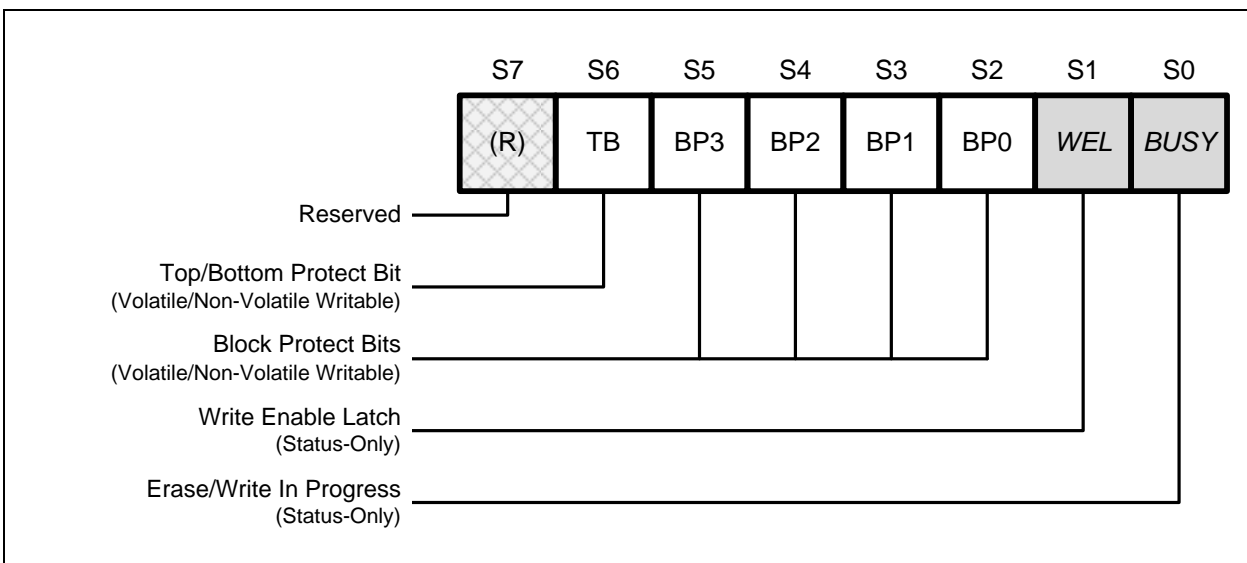 S7 S6 S5 S4 S3 S2 S1 S0
(R) TB BP3 BP2 BP1 BP0 WEL BUSY
Reserved
Top/Bottom Protect Bit
(Volatile/Non-Volatile Writable)
Block Protect Bits
(Volatile/Non-Volatile Writable)
Write Enable Latch
(Status-Only)
Erase/Write In Progress
(Status-Only)